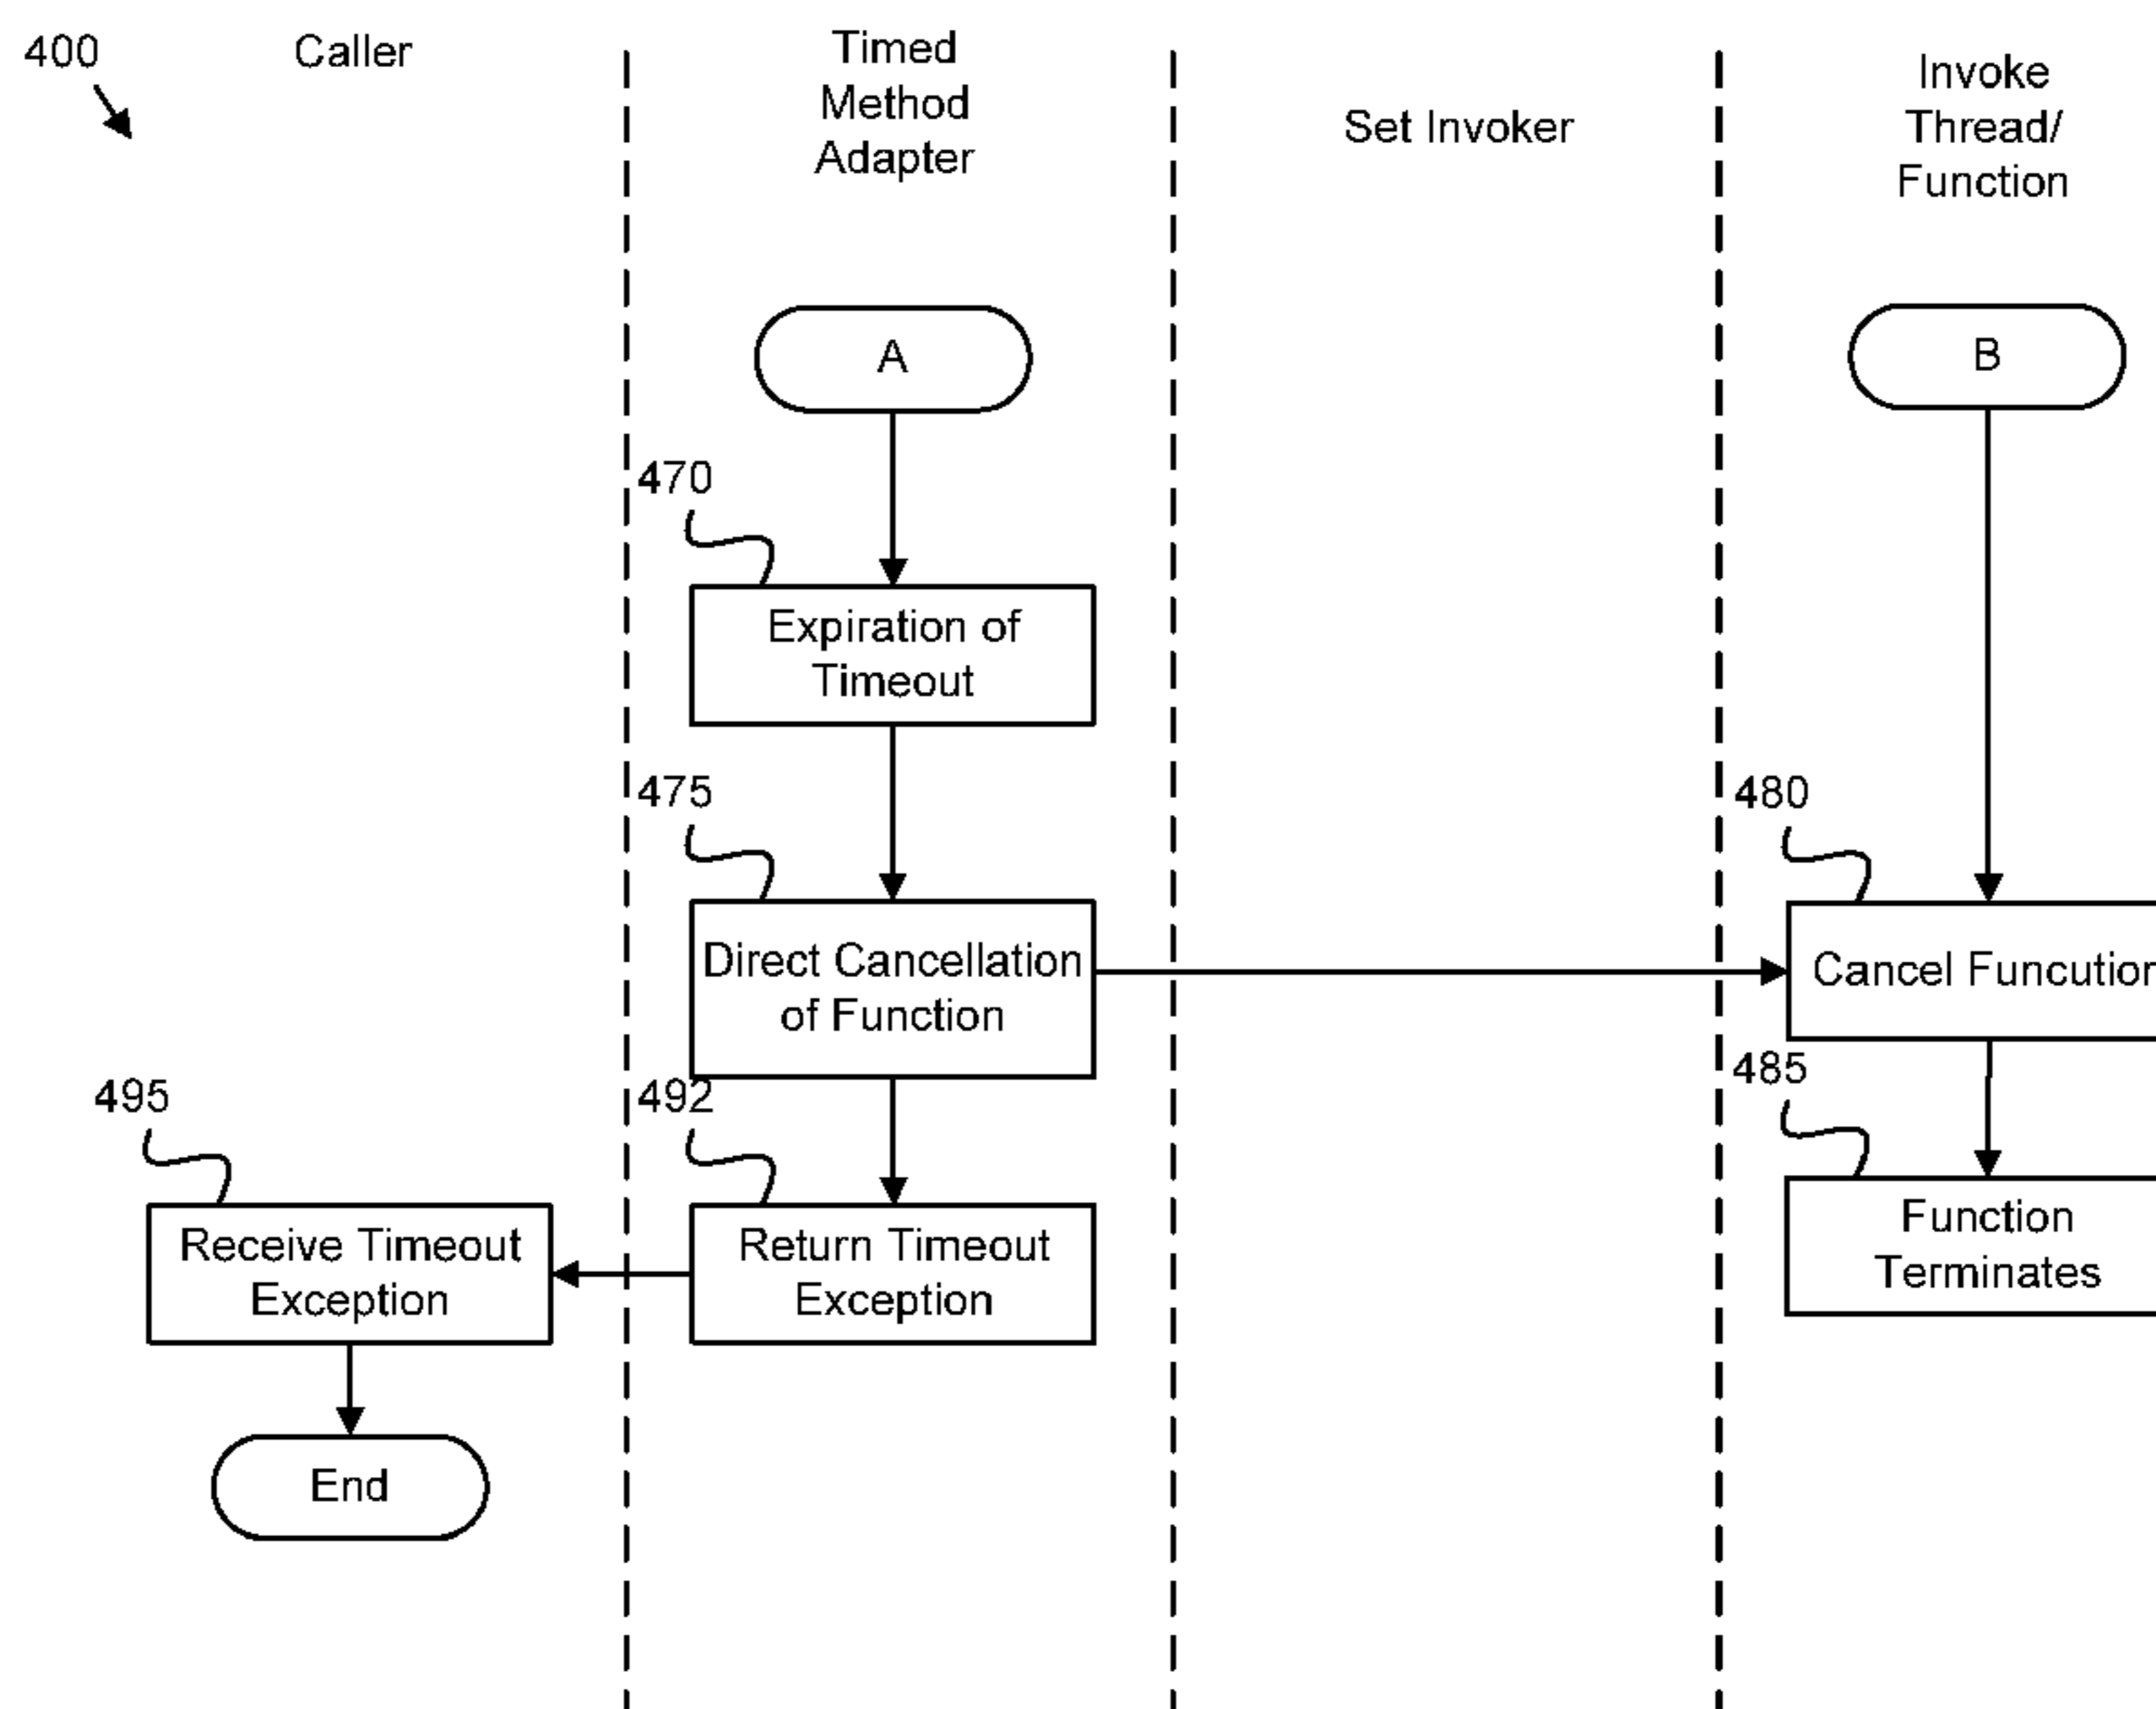 400
Caller
Timed
Method
Adapter
Set Invoker
Invoke
Thread/
Function
A
B
470
Expiration of
Timeout
475
480
Direct Cancellation
of Function
Cancel Funcution
495
492
485
Receive Timeout
Exception
Return Timeout
Exception
Function
Terminates
End